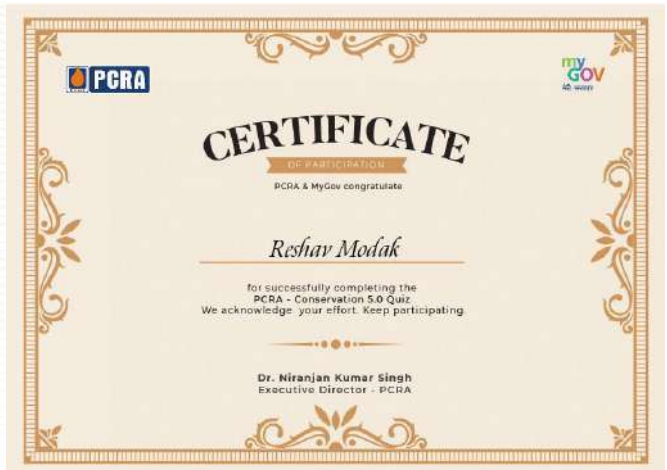 PCRA
my
GOV
मेरी सरकार
CERTIFICATE
OF PARTICIPATION
PCRA & MyGov congratulate
Reshav Modak
for successfully completing the
PCRA - Conservation 5.0 Quiz
We acknowledge your effort. Keep participating.
Dr. Niranjan Kumar Singh
Executive Director - PCRA